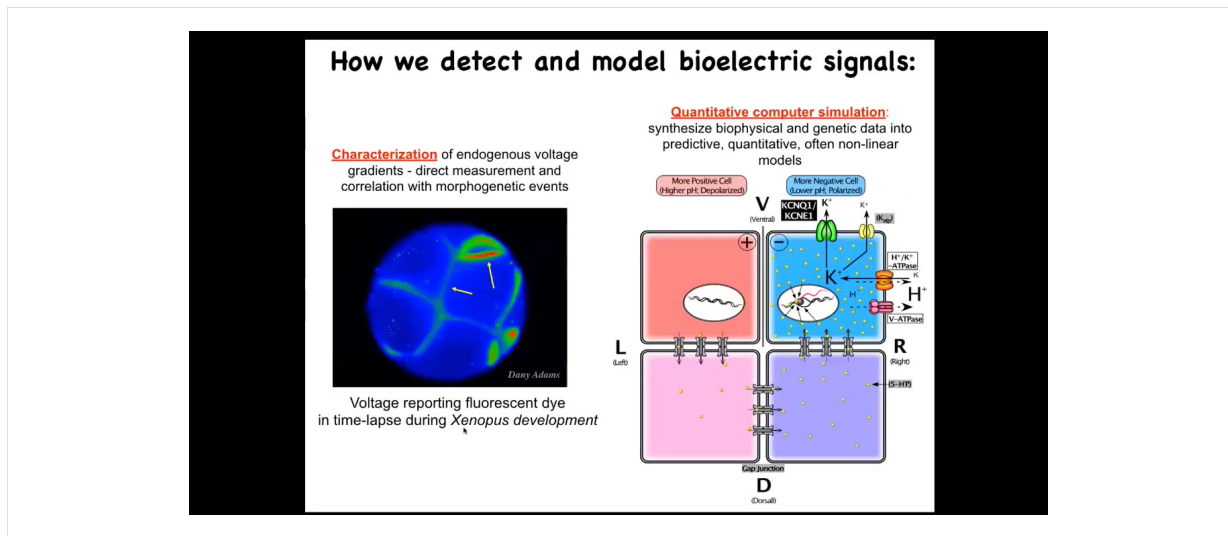 How we detect and model bioelectric signals:
Characterization of endogenous voltage
gradients - direct measurement and
correlation with morphogenetic events
Dany Adams
Voltage reporting fluorescent dye
in time-lapse during Xenopus development
Quantitative computer simulation:
synthesize biophysical and genetic data into
predictive, quantitative, often non-linear
models
More Positive Cell
(Higher pH; Depolarized)
More Negative Cell
(Lower pH; Polarized)
V
(Ventral)
KCNQ1/
KCNE1
K⁺
K⁺
+
−
H⁺/K⁺
-ATPase
K⁺
K
H
H⁺
V-ATPase
L
(Left)
R
(Right)
(5-HT)
Gap Junction
D
(Dorsal)